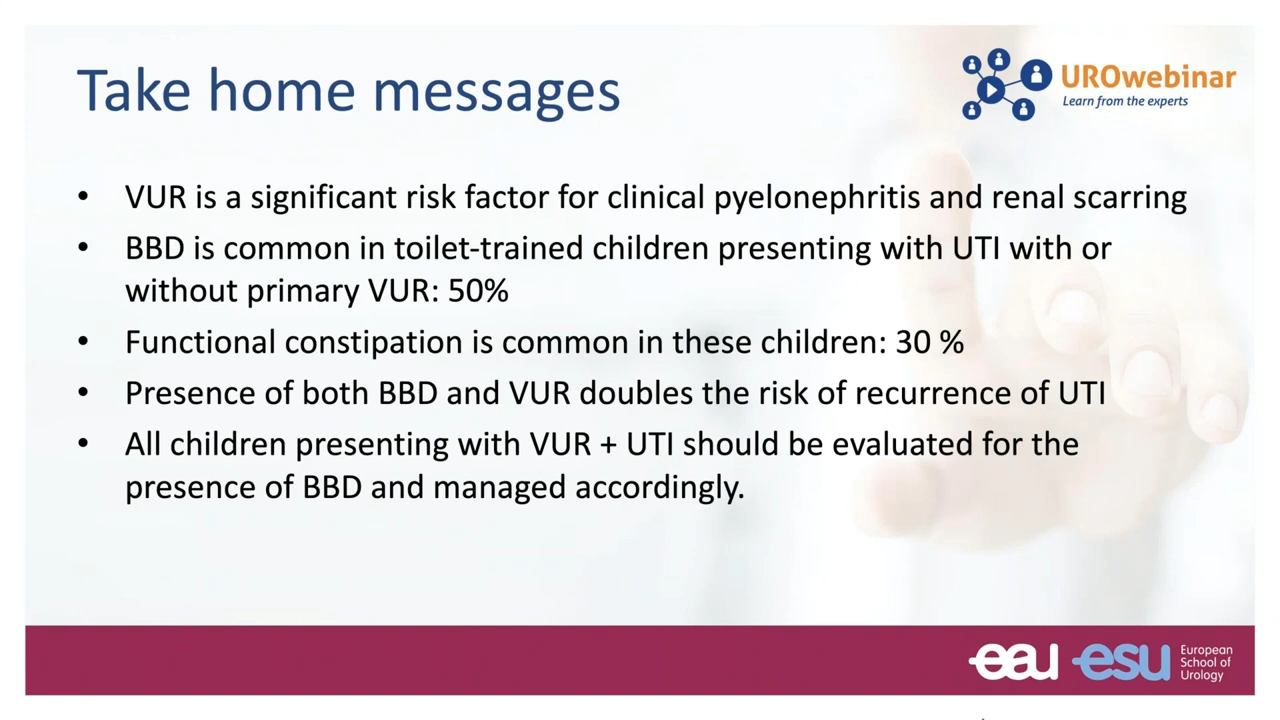 Take home messages
UROwebinar
Learn from the experts
• VUR is a significant risk factor for clinical pyelonephritis and renal scarring
• BBD is common in toilet-trained children presenting with UTI with or
without primary VUR: 50%
• Functional constipation is common in these children: 30 %
• Presence of both BBD and VUR doubles the risk of recurrence of UTI
• All children presenting with VUR + UTI should be evaluated for the
presence of BBD and managed accordingly.
eau esu European
School of
Urology